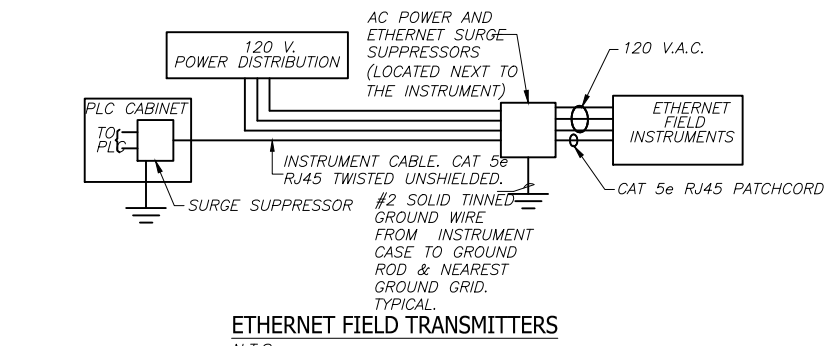 AC POWER AND
ETHERNET SURGE
SUPPRESSORS
(LOCATED NEXT TO
THE INSTRUMENT)
120 V.
POWER DISTRIBUTION
120 V.A.C.
PLC CABINET
TO
PLC
ETHERNET
FIELD
INSTRUMENTS
INSTRUMENT CABLE. CAT 5e
RJ45 TWISTED UNSHIELDED.
CAT 5e RJ45 PATCHCORD
SURGE SUPPRESSOR
#2 SOLID TINNED
GROUND WIRE
FROM INSTRUMENT
CASE TO GROUND
ROD & NEAREST
GROUND GRID.
TYPICAL.
ETHERNET FIELD TRANSMITTERS
N.T.S.